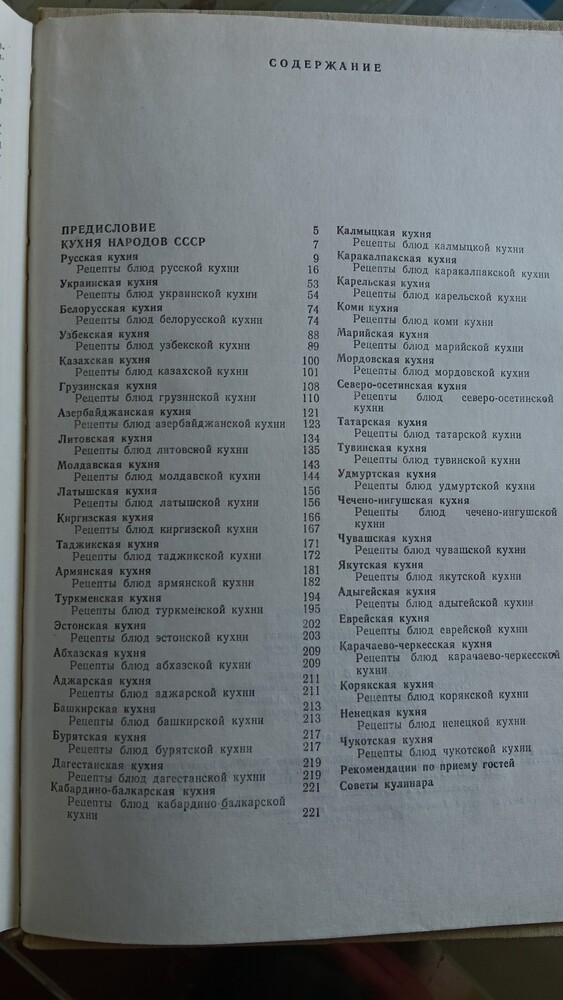 СОДЕРЖАНИЕ
ПРЕДИСЛОВИЕ 5
КУХНЯ НАРОДОВ СССР 7
Русская кухня 9
Рецепты блюд русской кухни 16
Украинская кухня 53
Рецепты блюд украинской кухни 54
Белорусская кухня 74
Рецепты блюд белорусской кухни 74
Узбекская кухня 88
Рецепты блюд узбекской кухни 89
Казахская кухня 100
Рецепты блюд казахской кухни 101
Грузинская кухня 108
Рецепты блюд грузинской кухни 110
Азербайджанская кухня 121
Рецепты блюд азербайджанской кухни 123
Литовская кухня 134
Рецепты блюд литовской кухни 135
Молдавская кухня 143
Рецепты блюд молдавской кухни 144
Латышская кухня 156
Рецепты блюд латышской кухни 156
Киргизская кухня 166
Рецепты блюд киргизской кухни 167
Таджикская кухня 171
Рецепты блюд таджикской кухни 172
Армянская кухня 181
Рецепты блюд армянской кухни 182
Туркменская кухня 194
Рецепты блюд туркменской кухни 195
Эстонская кухня 202
Рецепты блюд эстонской кухни 203
Абхазская кухня 209
Рецепты блюд абхазской кухни 209
Аджарская кухня 211
Рецепты блюд аджарской кухни 211
Башкирская кухня 213
Рецепты блюд башкирской кухни 213
Бурятская кухня 217
Рецепты блюд бурятской кухни 217
Дагестанская кухня 219
Рецепты блюд дагестанской кухни 219
Кабардино-балкарская кухня 221
Рецепты блюд кабардино-балкарской
кухни 221
Калмыцкая кухня
Рецепты блюд калмыцкой кухни
Каракалпакская кухня
Рецепты блюд каракалпакской кухни
Карельская кухня
Рецепты блюд карельской кухни
Коми кухня
Рецепты блюд коми кухни
Марийская кухня
Рецепты блюд марийской кухни
Мордовская кухня
Рецепты блюд мордовской кухни
Северо-осетинская кухня
Рецепты блюд северо-осетинской
кухни
Татарская кухня
Рецепты блюд татарской кухни
Тувинская кухня
Рецепты блюд тувинской кухни
Удмуртская кухня
Рецепты блюд удмуртской кухни
Чечено-ингушская кухня
Рецепты блюд чечено-ингушской
кухни
Чувашская кухня
Рецепты блюд чувашской кухни
Якутская кухня
Рецепты блюд якутской кухни
Адыгейская кухня
Рецепты блюд адыгейской кухни
Еврейская кухня
Рецепты блюд еврейской кухни
Карачаево-черкесская кухня
Рецепты блюд карачаево-черкесской
кухни
Корякская кухня
Рецепты блюд корякской кухни
Ненецкая кухня
Рецепты блюд ненецкой кухни
Чукотская кухня
Рецепты блюд чукотской кухни
Рекомендации по приему гостей
Советы кулинара